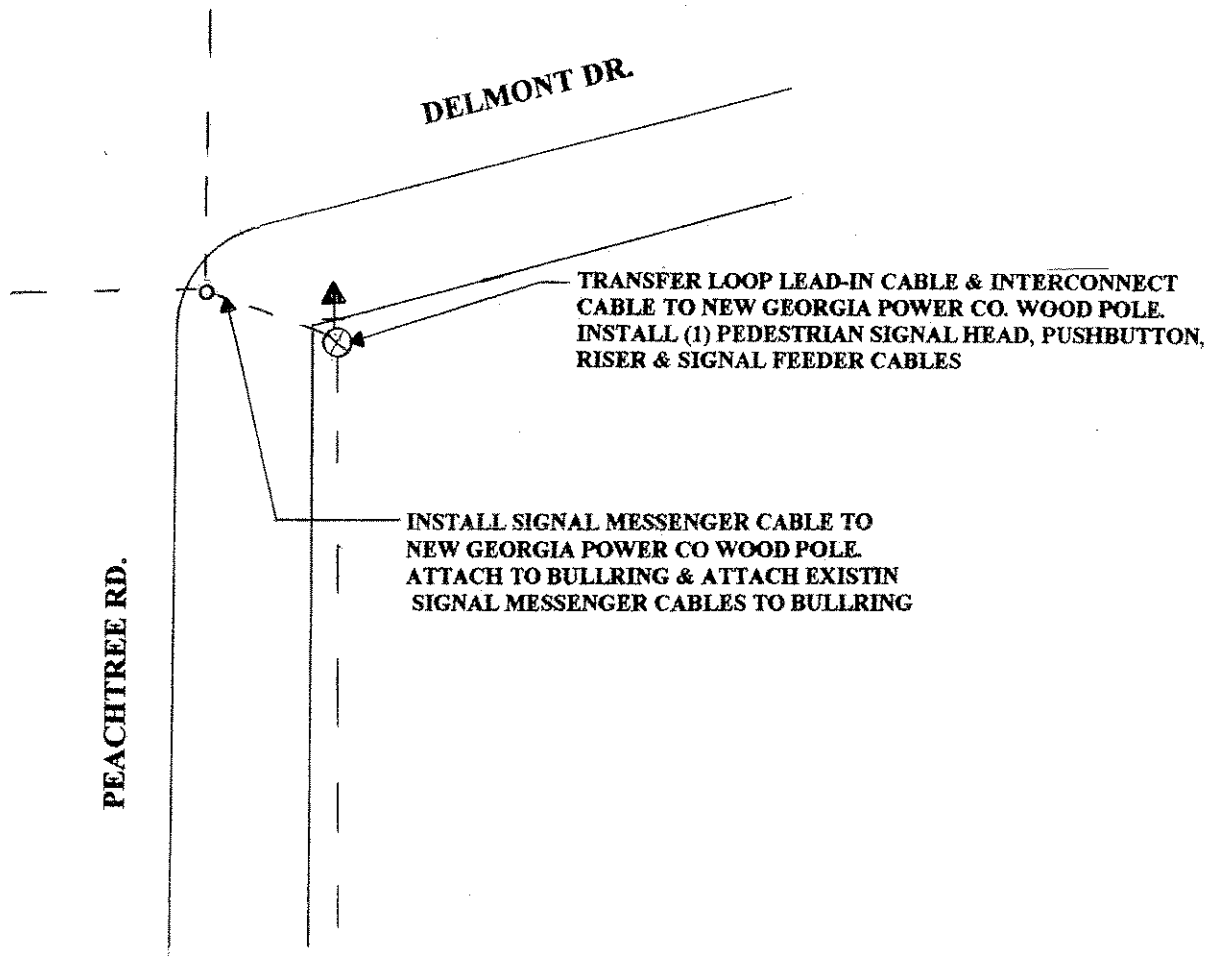 DELMONT DR.
TRANSFER LOOP LEAD-IN CABLE & INTERCONNECT
CABLE TO NEW GEORGIA POWER CO. WOOD POLE.
INSTALL (1) PEDESTRIAN SIGNAL HEAD, PUSHBUTTON,
RISER & SIGNAL FEEDER CABLES
INSTALL SIGNAL MESSENGER CABLE TO
NEW GEORGIA POWER CO WOOD POLE.
ATTACH TO BULLRING & ATTACH EXISTIN
SIGNAL MESSENGER CABLES TO BULLRING
PEACHTREE RD.